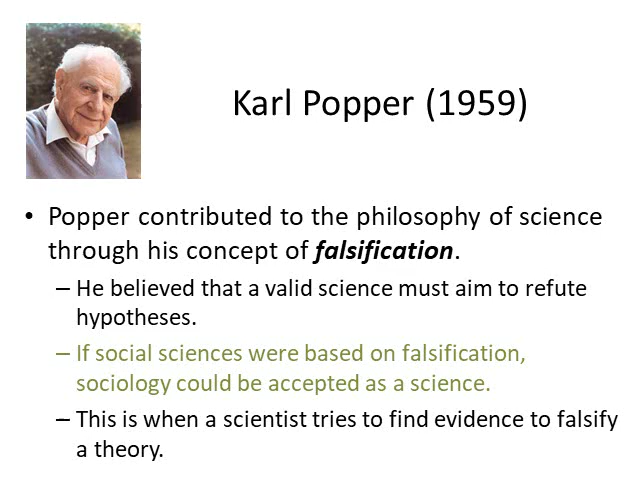 Karl Popper (1959)
• Popper contributed to the philosophy of science
through his concept of falsification.
– He believed that a valid science must aim to refute
hypotheses.
– If social sciences were based on falsification,
sociology could be accepted as a science.
– This is when a scientist tries to find evidence to falsify
a theory.